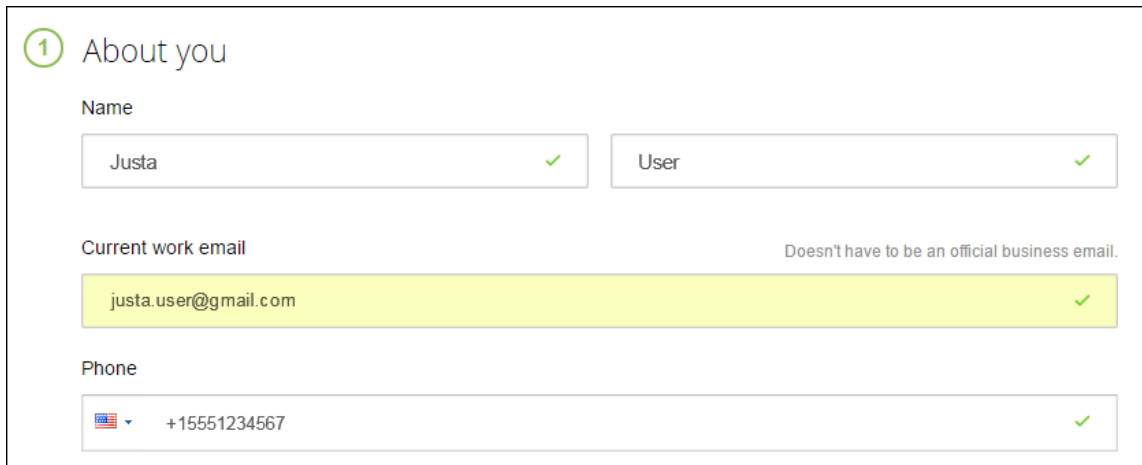 1 About you
Name
Justa User
Current work email Doesn't have to be an official business email.
justa.user@gmail.com
Phone
+15551234567